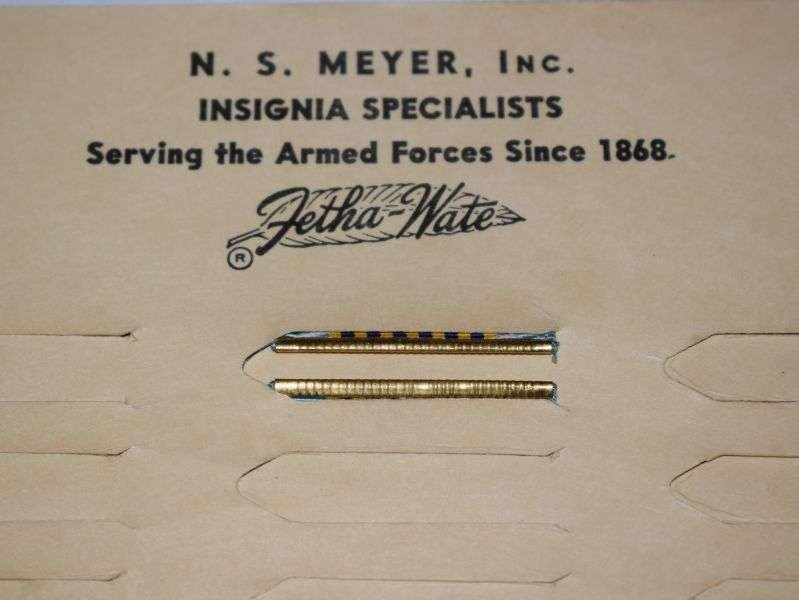 N. S. MEYER, INC.
INSIGNIA SPECIALISTS
Serving the Armed Forces Since 1868.
Fetha-Wate
®